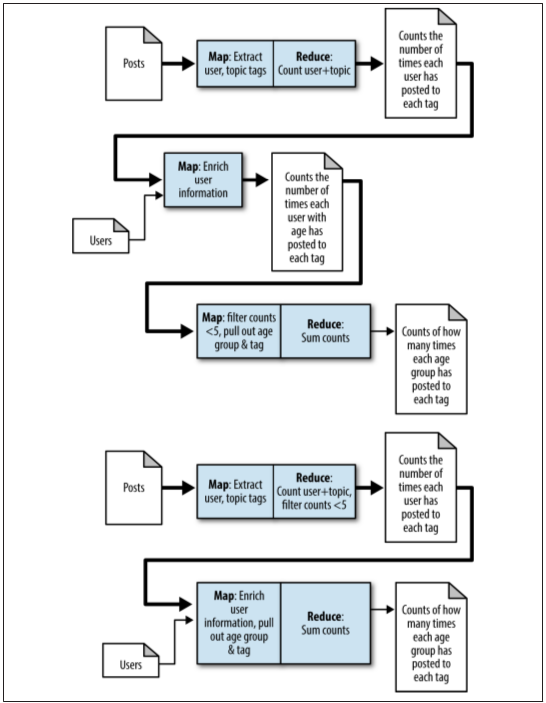 Posts
Map: Extract
user, topic tags
Reduce:
Count user+topic
Counts the
number of
times each
user has
posted to
each tag
Map: Enrich
user
information
Users
Counts the
number of
times each
user with
age has
posted to
each tag
Map: filter counts
<5, pull out age
group & tag
Reduce:
Sum counts
Counts of how
many times
each age
group has
posted to
each tag
Posts
Map: Extract
user, topic tags
Reduce:
Count user+topic,
filter counts <5
Counts the
number of
times each
user has
posted to
each tag
Map: Enrich
user
information, pull
out age group
& tag
Reduce:
Sum counts
Users
Counts of how
many times
each age
group has
posted to
each tag